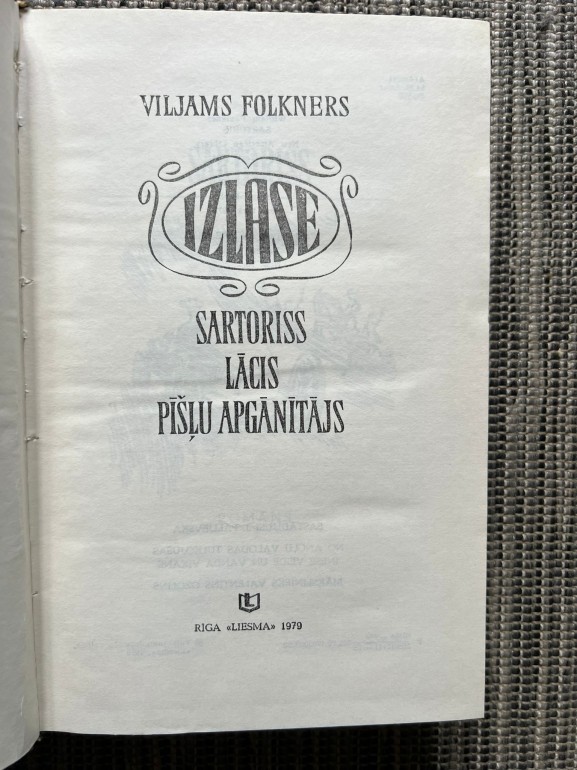 VILJAMS FOLKNERS
IZLASE
SARTORISS
LĀCIS
PĪŠĻU APGĀNĪTĀJS
RĪGA «LIESMA» 1979